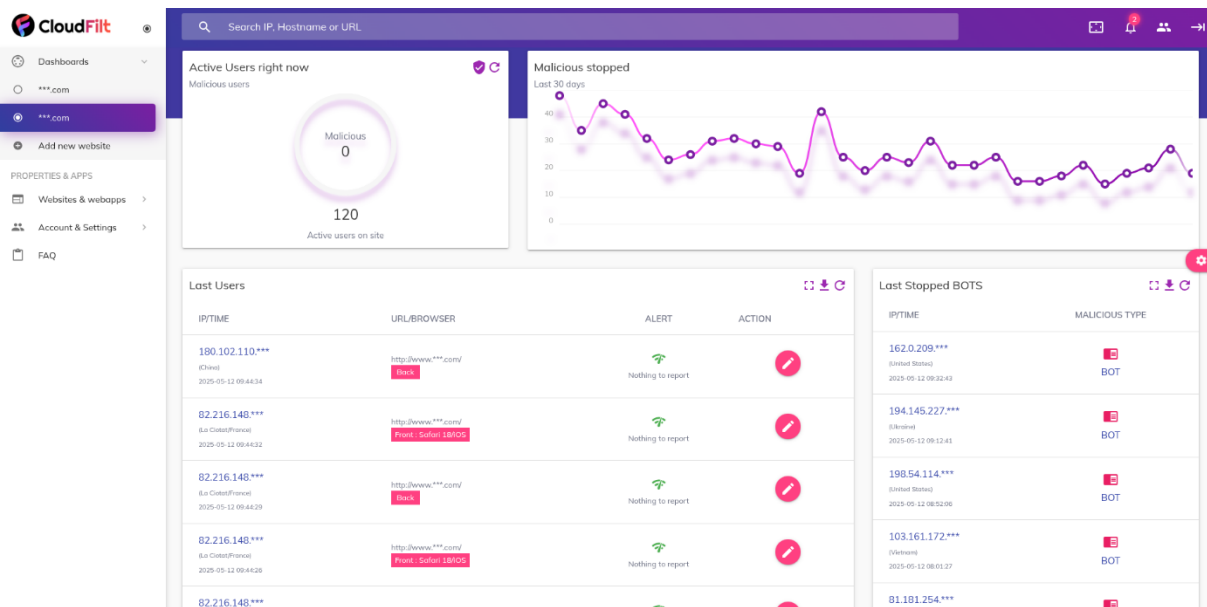 CloudFilt
Search IP, Hostname or URL
2
Dashboards
***.com
***.com
Add new website
PROPERTIES & APPS
Websites & webapps
Account & Settings
FAQ
Active Users right now
Malicious users
Malicious
0
120
Active users on site
Malicious stopped
Last 30 days
40
30
20
10
0
Last Users
IP/TIME URL/BROWSER ALERT ACTION
180.102.110.***
(China)
2025-05-12 09:44:34
http://www.***.com/
Back
Nothing to report
82.216.148.***
(La Ciotat/France)
2025-05-12 09:44:32
http://www.***.com/
Front : Safari 18/iOS
Nothing to report
82.216.148.***
(La Ciotat/France)
2025-05-12 09:44:29
http://www.***.com/
Back
Nothing to report
82.216.148.***
(La Ciotat/France)
2025-05-12 09:44:26
http://www.***.com/
Front : Safari 18/iOS
Nothing to report
82.216.148.***
Last Stopped BOTS
IP/TIME MALICIOUS TYPE
162.0.209.***
(United States)
2025-05-12 09:32:43
BOT
194.145.227.***
(Ukraine)
2025-05-12 09:12:41
BOT
198.54.114.***
(United States)
2025-05-12 08:52:06
BOT
103.161.172.***
(Vietnam)
2025-05-12 08:01:27
BOT
81.181.254.***